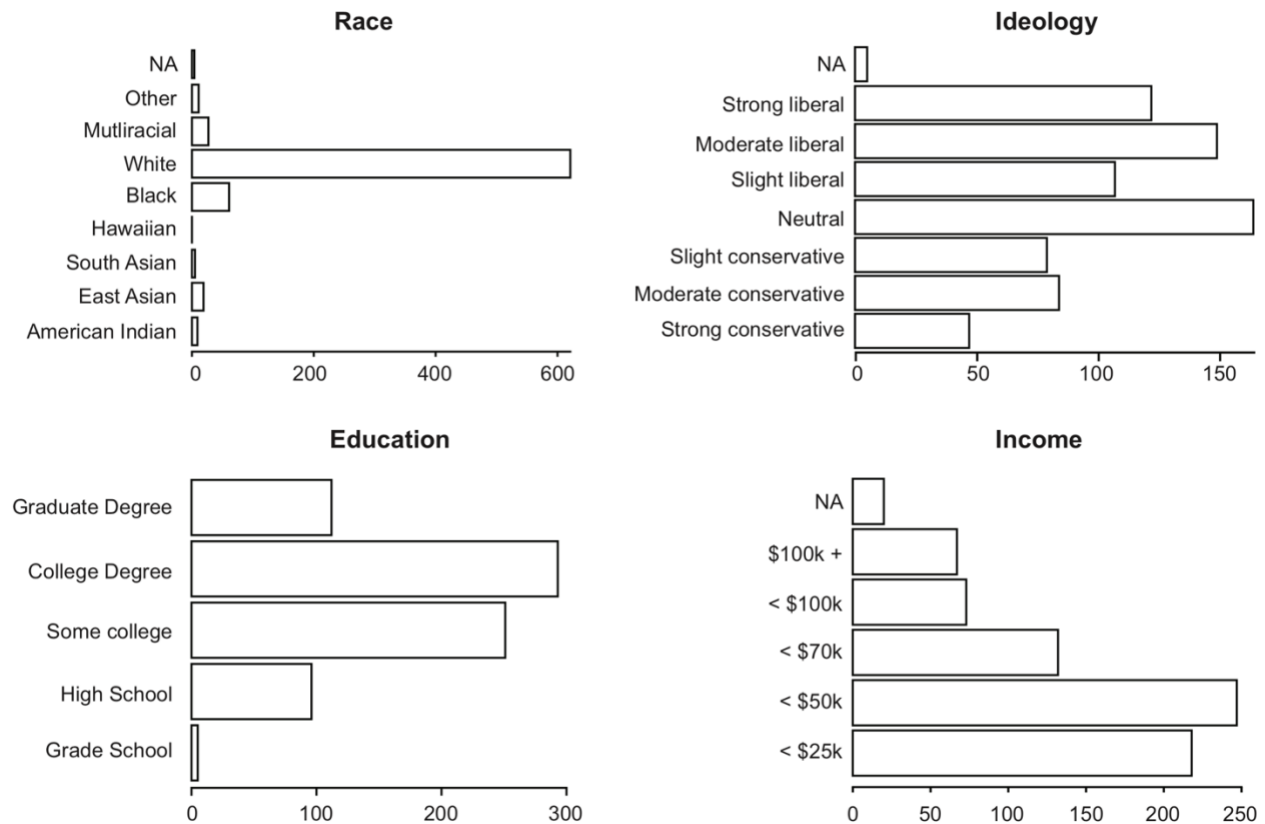 Race
NA
Other
Mutliracial
White
Black
Hawaiian
South Asian
East Asian
American Indian
0 200 400 600
Ideology
NA
Strong liberal
Moderate liberal
Slight liberal
Neutral
Slight conservative
Moderate conservative
Strong conservative
0 50 100 150
Education
Graduate Degree
College Degree
Some college
High School
Grade School
0 100 200 300
Income
NA
$100k +
< $100k
< $70k
< $50k
< $25k
0 50 100 150 200 250